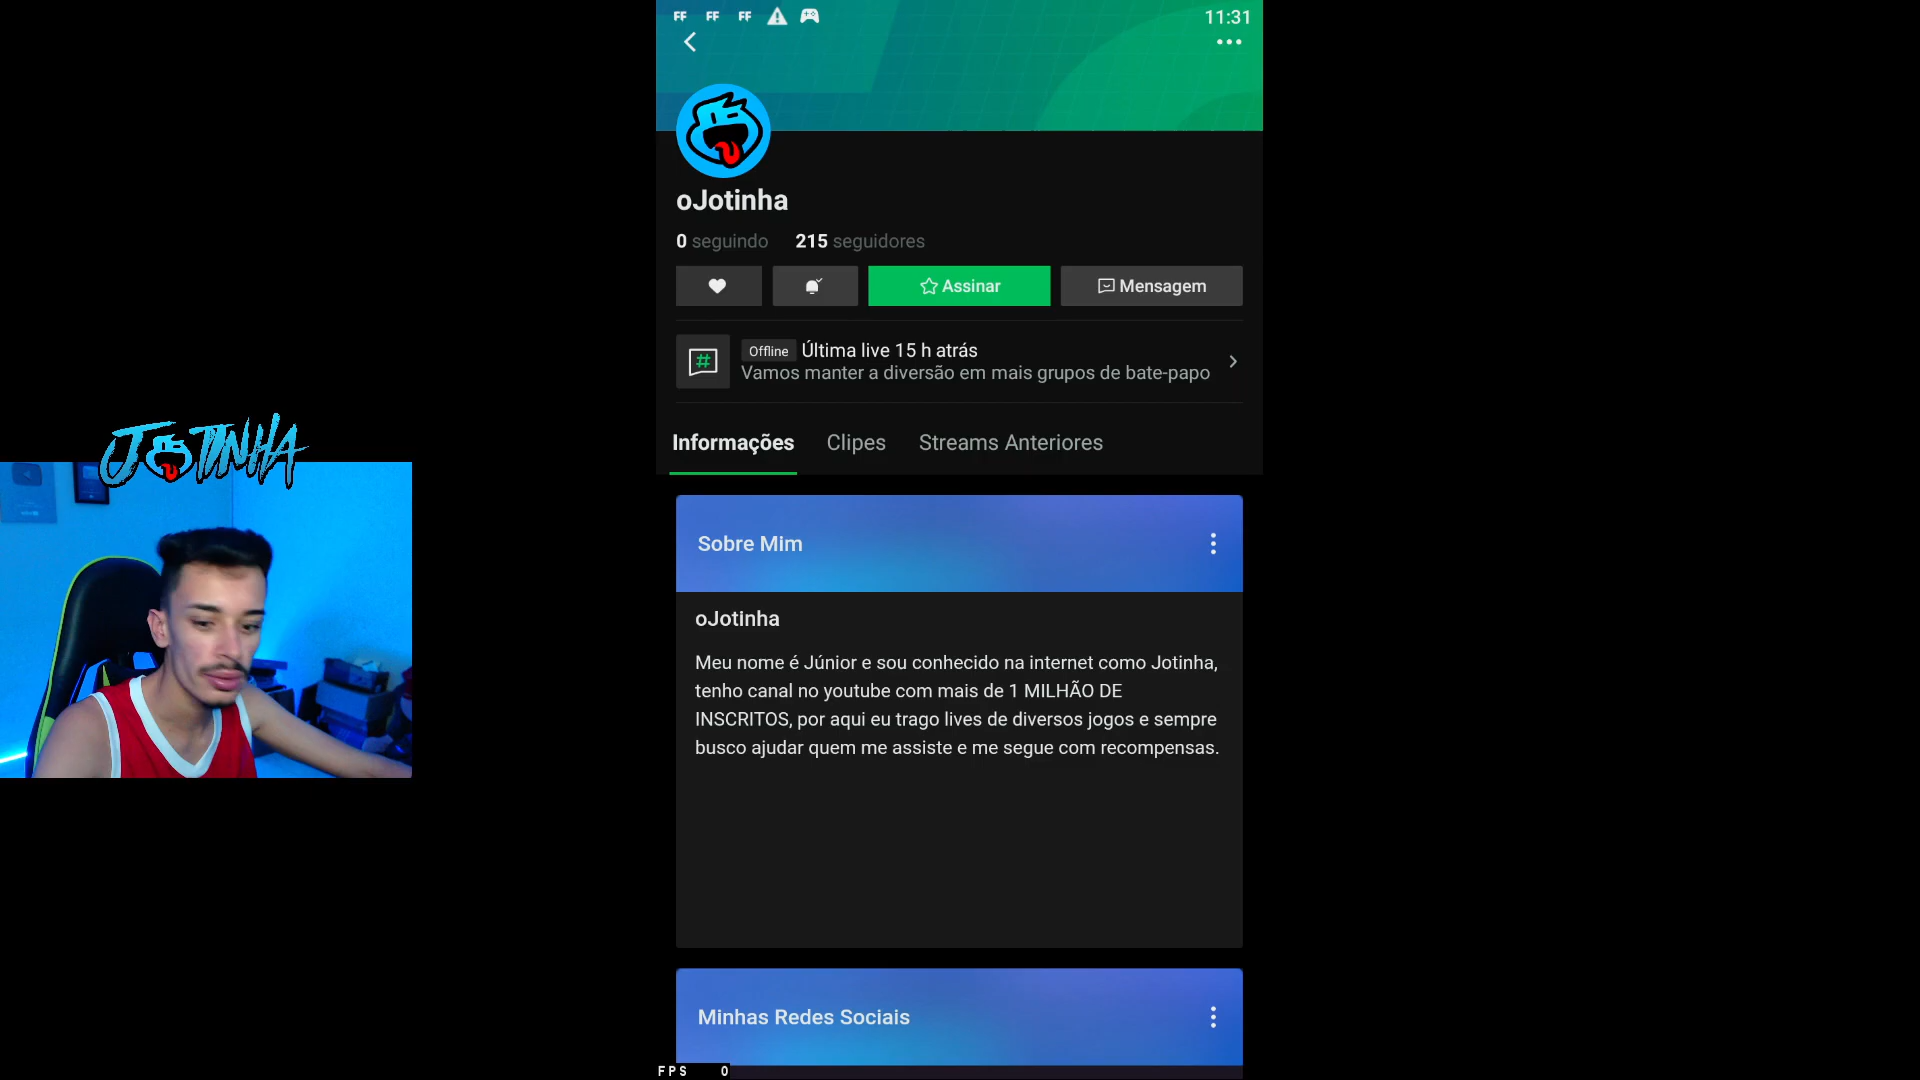 FF FF FF 11:31
oJotinha
0 seguindo 215 seguidores
Assinar Mensagem
Offline Última live 15 h atrás
Vamos manter a diversão em mais grupos de bate-papo
JOTINHA
Informações Clipes Streams Anteriores
Sobre Mim
oJotinha
Meu nome é Júnior e sou conhecido na internet como Jotinha,
tenho canal no youtube com mais de 1 MILHÃO DE
INSCRITOS, por aqui eu trago lives de diversos jogos e sempre
busco ajudar quem me assiste e me segue com recompensas.
Minhas Redes Sociais
FPS 0